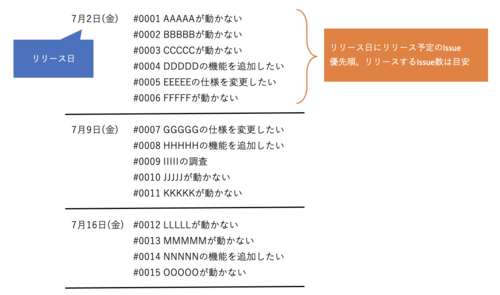 7月2日(金) #0001 AAAAAが動かない
#0002 BBBBBが動かない
#0003 CCCCCが動かない
#0004 DDDDDの機能を追加したい
#0005 EEEEEの仕様を変更したい
#0006 FFFFFが動かない
リリース日
リリース日にリリース予定のIssue
優先順、リリースするIssue数は目安
7月9日(金) #0007 GGGGGの仕様を変更したい
#0008 HHHHHの機能を追加したい
#0009 IIIIIの調査
#0010 JJJJJが動かない
#0011 KKKKKが動かない
7月16日(金) #0012 LLLLLが動かない
#0013 MMMMMが動かない
#0014 NNNNNの機能を追加したい
#0015 OOOOOが動かない